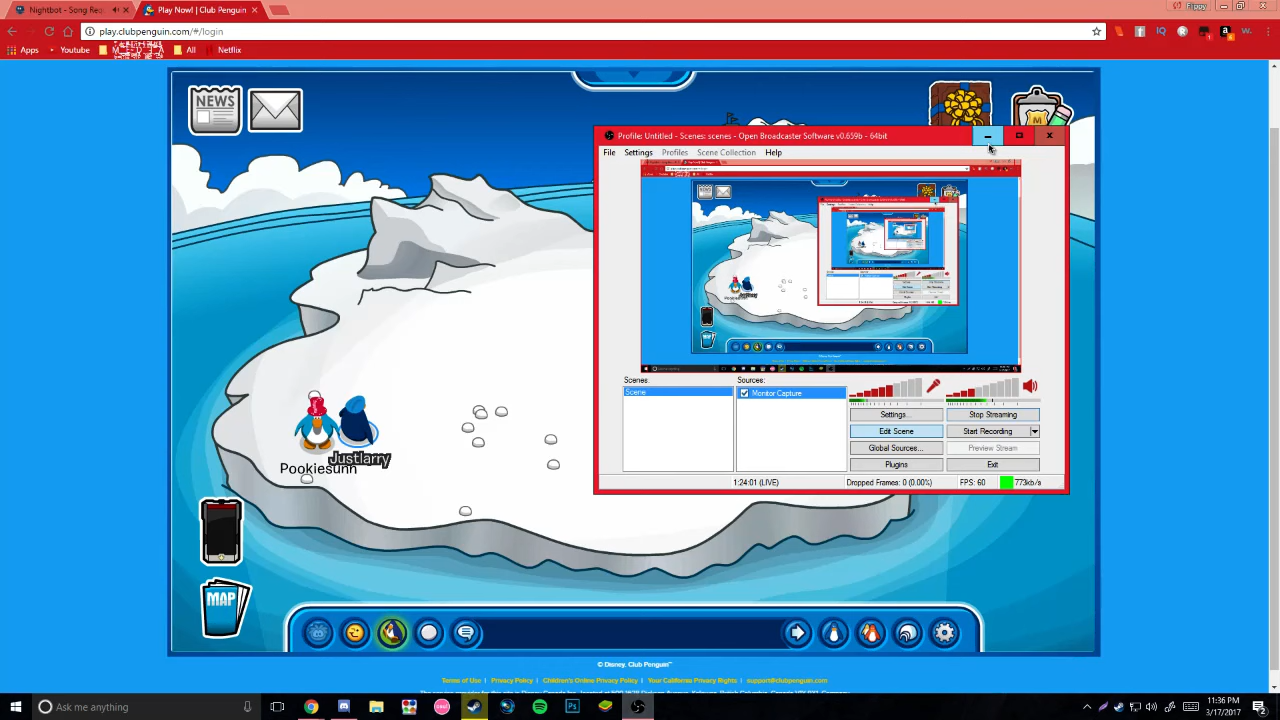 Nightbot - Song Req
Play Now! | Club Penguin
flippy
play.clubpenguin.com/#/login
Apps
Youtube
All
Netflix
NEWS
M
Profile: Untitled - Scenes: scenes - Open Broadcaster Software v0.659b - 64bit
File
Settings
Profiles
Scene Collection
Help
Scenes:
Sources:
Scene
Monitor Capture
Settings...
Stop Streaming
Edit Scene
Start Recording
Global Sources...
Preview Stream
Plugins
Exit
1:24:01 (LIVE)
Dropped Frames: 0 (0.00%)
FPS: 60
773kb/s
Justlarry
Pookiesunn
MAP
© Disney. Club Penguin™
Terms of Use | Privacy Policy | Children's Online Privacy Policy | Your California Privacy Rights | support@clubpenguin.com
Ask me anything
osu!
Ps
11:36 PM
3/17/2017